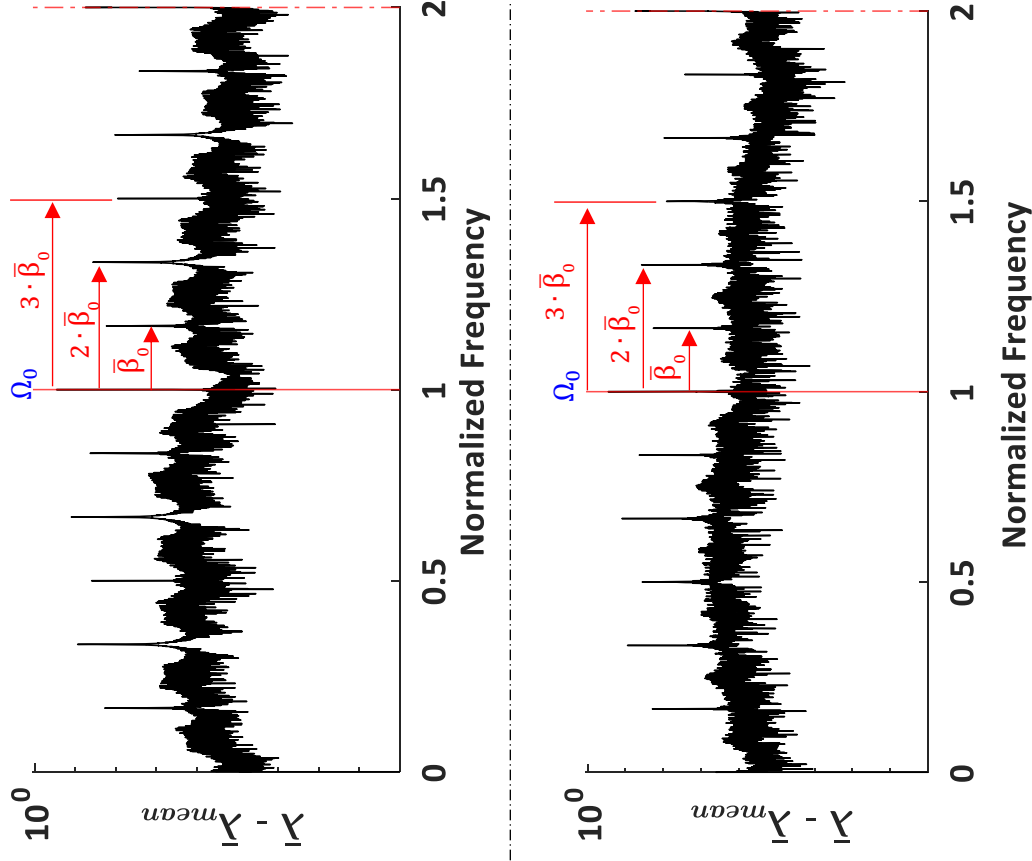 10⁰
λ̄ - λ̄ₘₑₐₙ
Ω₀
3 · β̄₀
2 · β̄₀
β̄₀
0
0.5
1
1.5
2
Normalized Frequency
10⁰
λ̄ - λ̄ₘₑₐₙ
Ω₀
3 · β̄₀
2 · β̄₀
β̄₀
0
0.5
1
1.5
2
Normalized Frequency